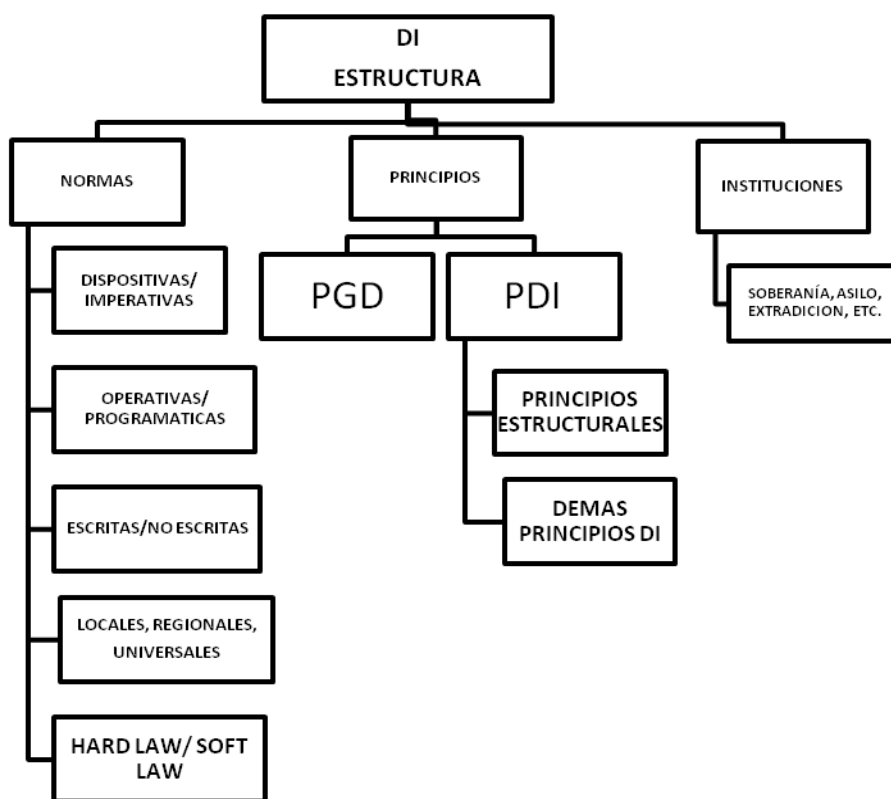 DI
ESTRUCTURA
NORMAS
PRINCIPIOS
INSTITUCIONES
DISPOSITIVAS/
IMPERATIVAS
OPERATIVAS/
PROGRAMATICAS
ESCRITAS/NO ESCRITAS
LOCALES, REGIONALES,
UNIVERSALES
HARD LAW/ SOFT
LAW
PGD
PDI
PRINCIPIOS
ESTRUCTURALES
DEMAS
PRINCIPIOS DI
SOBERANÍA, ASILO,
EXTRADICION, ETC.